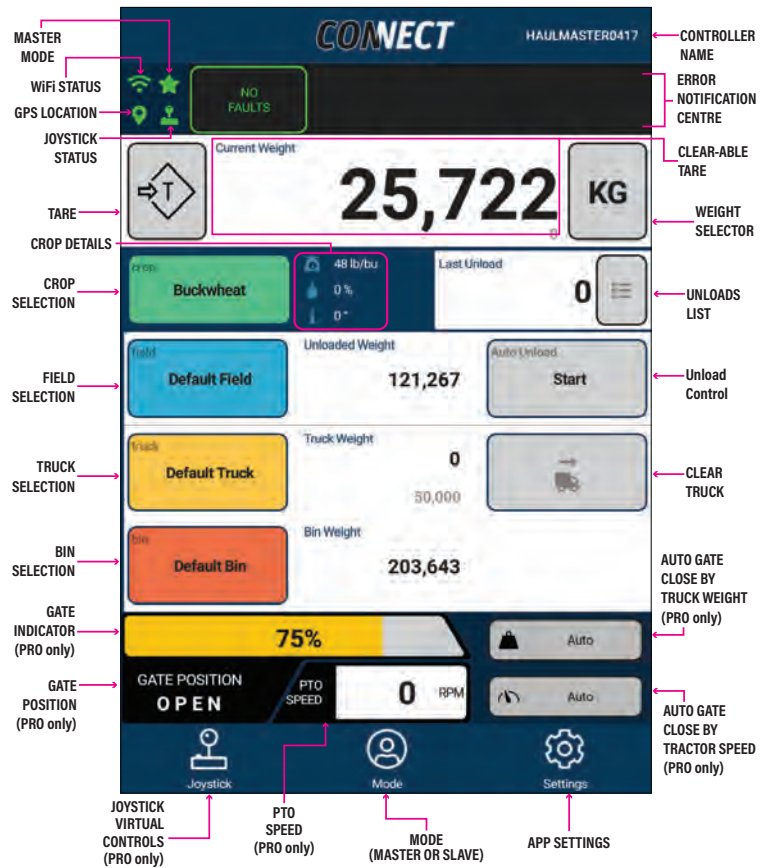 MASTER
MODE
CONNECT
HAULMASTER0417
CONTROLLER
NAME
WiFi STATUS
NO
FAULTS
ERROR
NOTIFICATION
CENTRE
GPS LOCATION
JOYSTICK
STATUS
Current Weight
CLEAR-ABLE
TARE
T
25,722
0
KG
TARE
WEIGHT
SELECTOR
CROP DETAILS
crop
Buckwheat
48 lb/bu
0 %
0 °
Last Unload
0
CROP
SELECTION
UNLOADS
LIST
field
Default Field
Unloaded Weight
121,267
Auto Unload
Start
FIELD
SELECTION
Unload
Control
truck
Default Truck
Truck Weight
0
50,000
TRUCK
SELECTION
CLEAR
TRUCK
bin
Default Bin
Bin Weight
203,643
BIN
SELECTION
AUTO GATE
CLOSE BY
TRUCK WEIGHT
(PRO only)
GATE
INDICATOR
(PRO only)
75%
Auto
GATE
POSITION
(PRO only)
GATE POSITION
OPEN
PTO
SPEED
0 RPM
Auto
AUTO GATE
CLOSE BY
TRACTOR SPEED
(PRO only)
Joystick
Mode
Settings
JOYSTICK
VIRTUAL
CONTROLS
(PRO only)
PTO
SPEED
(PRO only)
MODE
(MASTER OR SLAVE)
APP SETTINGS